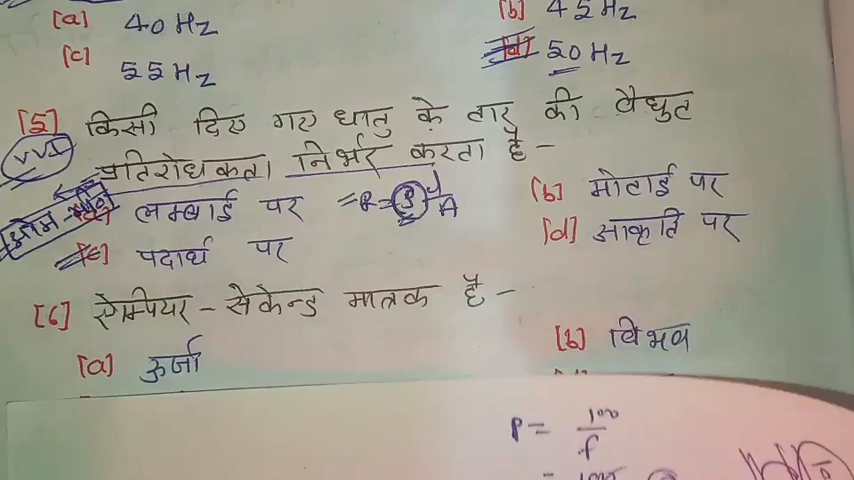 [a] 40 Hz [b] 45 Hz
[c] 55 Hz [d] 50 Hz
[5] किसी दिए गए धातु के तार की वैधुत
VVI प्रतिरोधकता निर्भर करता है -
लम्बाई पर = R = ρ l/A [b] मोटाई पर
[c] पदार्थ पर [d] आकृति पर
[6] ऐम्पियर - सेकेन्ड मात्रक है -
[a] ऊर्जा [b] विभव
P = 100/f